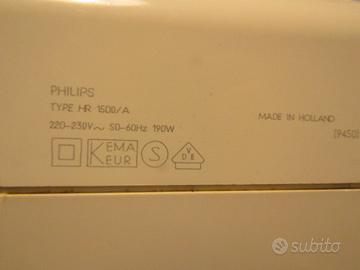 PHILIPS
TYPE HR 1500/A
220-230V~ 50-60Hz 190W
MADE IN HOLLAND
KEMA
KEUR
S
VDE
subito